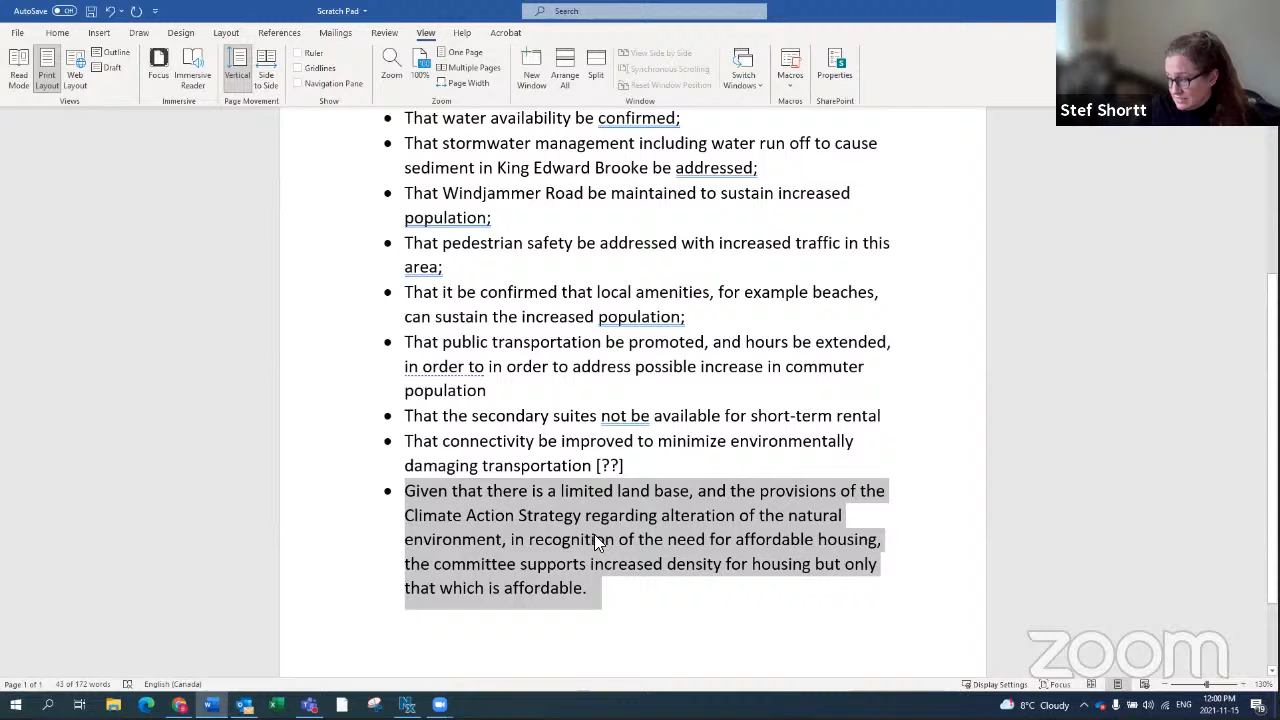 AutoSave Off Scratch Pad Search
File Home Insert Draw Design Layout References Mailings Review View Help Acrobat
Read Mode Print Layout Web Layout Outline Draft Views
Focus Immersive Reader Immersive
Vertical Side to Side Page Movement
Ruler Gridlines Navigation Pane Show
Zoom 100% One Page Multiple Pages Page Width Zoom
New Window Arrange All Split View Side by Side Synchronous Scrolling Reset Window Position Switch Windows Window
Macros Macros
Properties SharePoint
Stef Shortt
• That water availability be confirmed;
• That stormwater management including water run off to cause
sediment in King Edward Brooke be addressed;
• That Windjammer Road be maintained to sustain increased
population;
• That pedestrian safety be addressed with increased traffic in this
area;
• That it be confirmed that local amenities, for example beaches,
can sustain the increased population;
• That public transportation be promoted, and hours be extended,
in order to in order to address possible increase in commuter
population
• That the secondary suites not be available for short-term rental
• That connectivity be improved to minimize environmentally
damaging transportation [??]
• Given that there is a limited land base, and the provisions of the
Climate Action Strategy regarding alteration of the natural
environment, in recognition of the need for affordable housing,
the committee supports increased density for housing but only
that which is affordable.
zoom
Page 1 of 1 43 of 172 words English (Canada) Display Settings Focus 130%
8°C Cloudy ENG 12:00 PM
2021-11-15